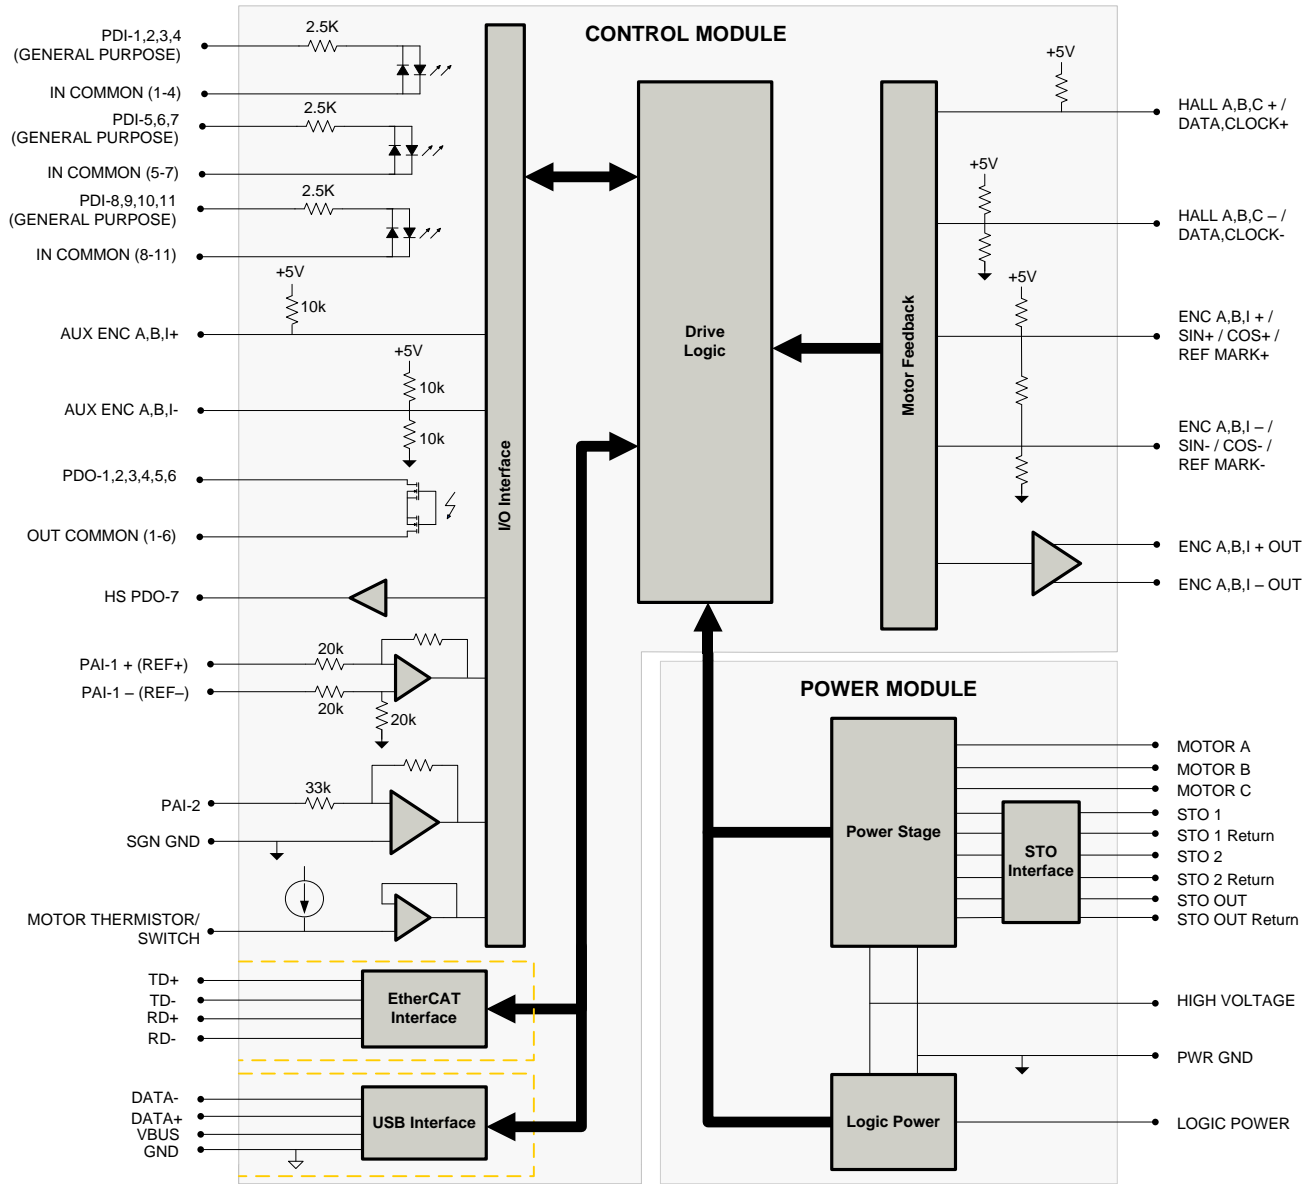 CONTROL MODULE
PDI-1,2,3,4
(GENERAL PURPOSE)
2.5K
IN COMMON (1-4)
PDI-5,6,7
(GENERAL PURPOSE)
2.5K
IN COMMON (5-7)
PDI-8,9,10,11
(GENERAL PURPOSE)
2.5K
IN COMMON (8-11)
+5V
10k
AUX ENC A,B,I+
+5V
10k
AUX ENC A,B,I-
10k
PDO-1,2,3,4,5,6
OUT COMMON (1-6)
HS PDO-7
PAI-1 + (REF+)
20k
PAI-1 – (REF–)
20k
20k
PAI-2
33k
SGN GND
MOTOR THERMISTOR/
SWITCH
I/O Interface
TD+
TD-
RD+
RD-
EtherCAT
Interface
DATA-
DATA+
VBUS
GND
USB Interface
Drive
Logic
Motor Feedback
+5V
HALL A,B,C + /
DATA,CLOCK+
+5V
HALL A,B,C – /
DATA,CLOCK-
+5V
ENC A,B,I + /
SIN+ / COS+ /
REF MARK+
ENC A,B,I – /
SIN- / COS- /
REF MARK-
ENC A,B,I + OUT
ENC A,B,I – OUT
POWER MODULE
Power Stage
STO
Interface
MOTOR A
MOTOR B
MOTOR C
STO 1
STO 1 Return
STO 2
STO 2 Return
STO OUT
STO OUT Return
HIGH VOLTAGE
PWR GND
Logic Power
LOGIC POWER